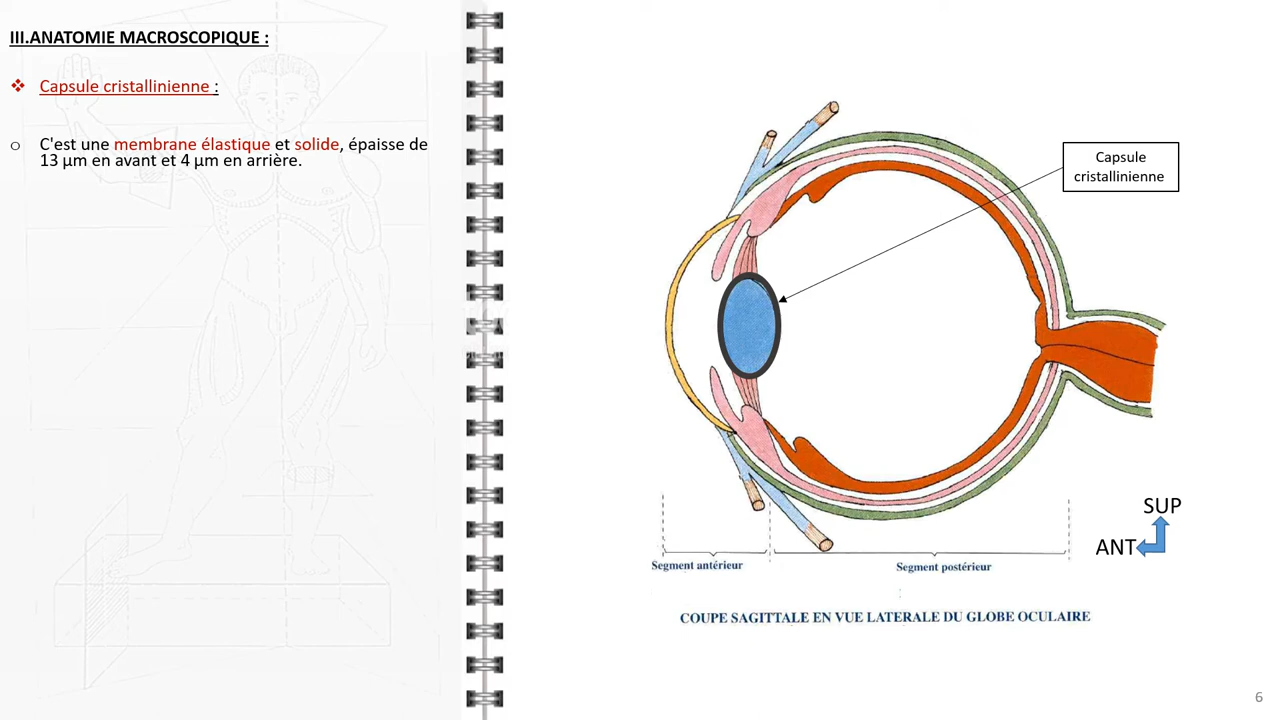 III.ANATOMIE MACROSCOPIQUE :
❖ Capsule cristallinienne :
o C'est une membrane élastique et solide, épaisse de
13 µm en avant et 4 µm en arrière.
Capsule
cristallinienne
SUP
ANT
Segment antérieur
Segment postérieur
COUPE SAGITTALE EN VUE LATERALE DU GLOBE OCULAIRE
6